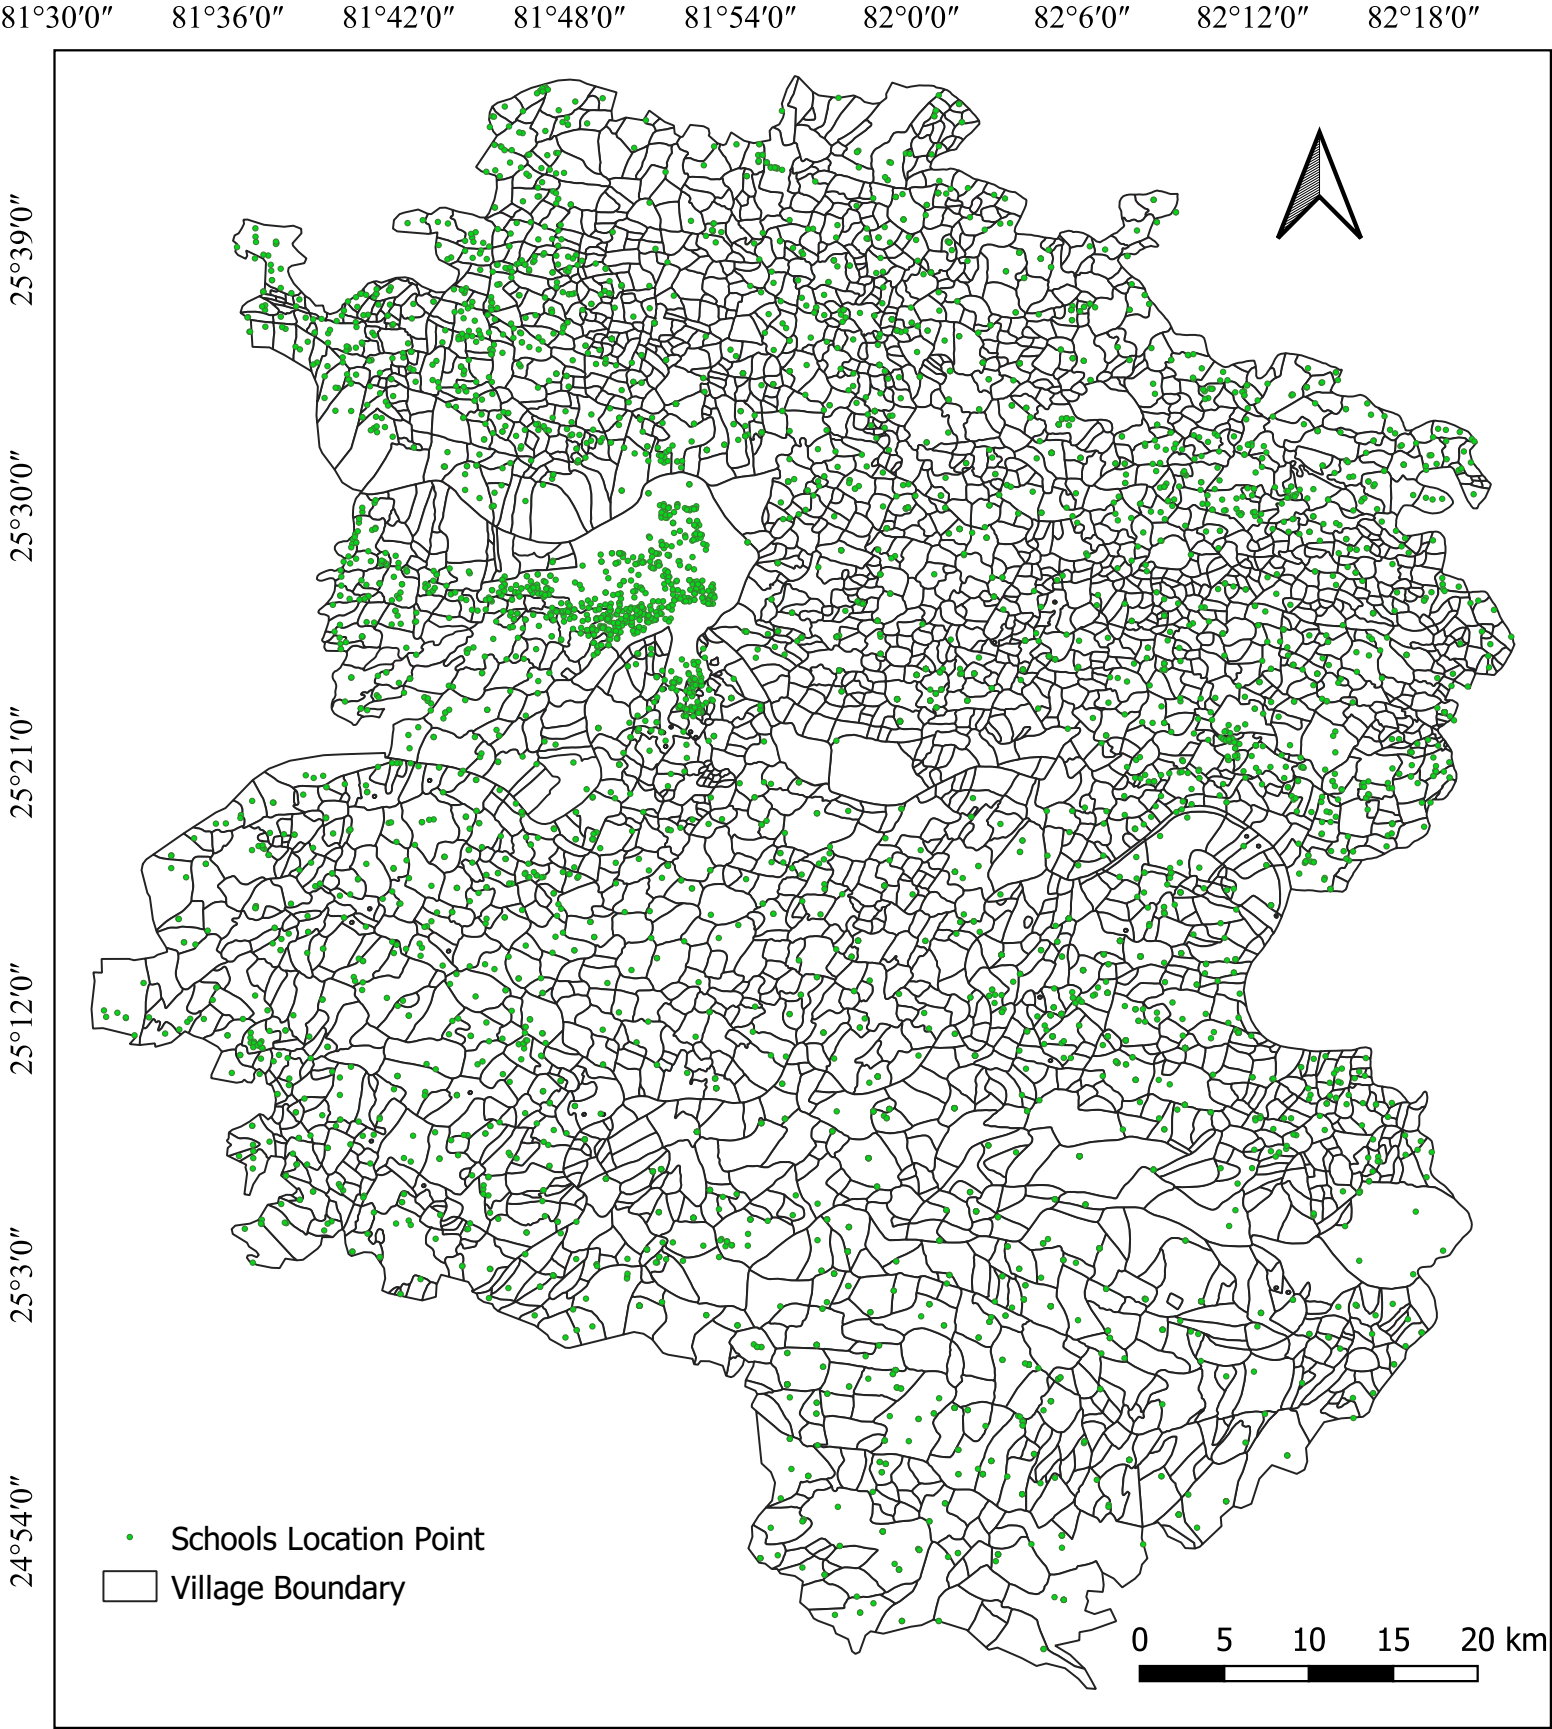 81°30′0″ 81°36′0″ 81°42′0″ 81°48′0″ 81°54′0″ 82°0′0″ 82°6′0″ 82°12′0″ 82°18′0″
25°39′0″
25°30′0″
25°21′0″
25°12′0″
25°3′0″
24°54′0″
Schools Location Point
Village Boundary
0 5 10 15 20 km